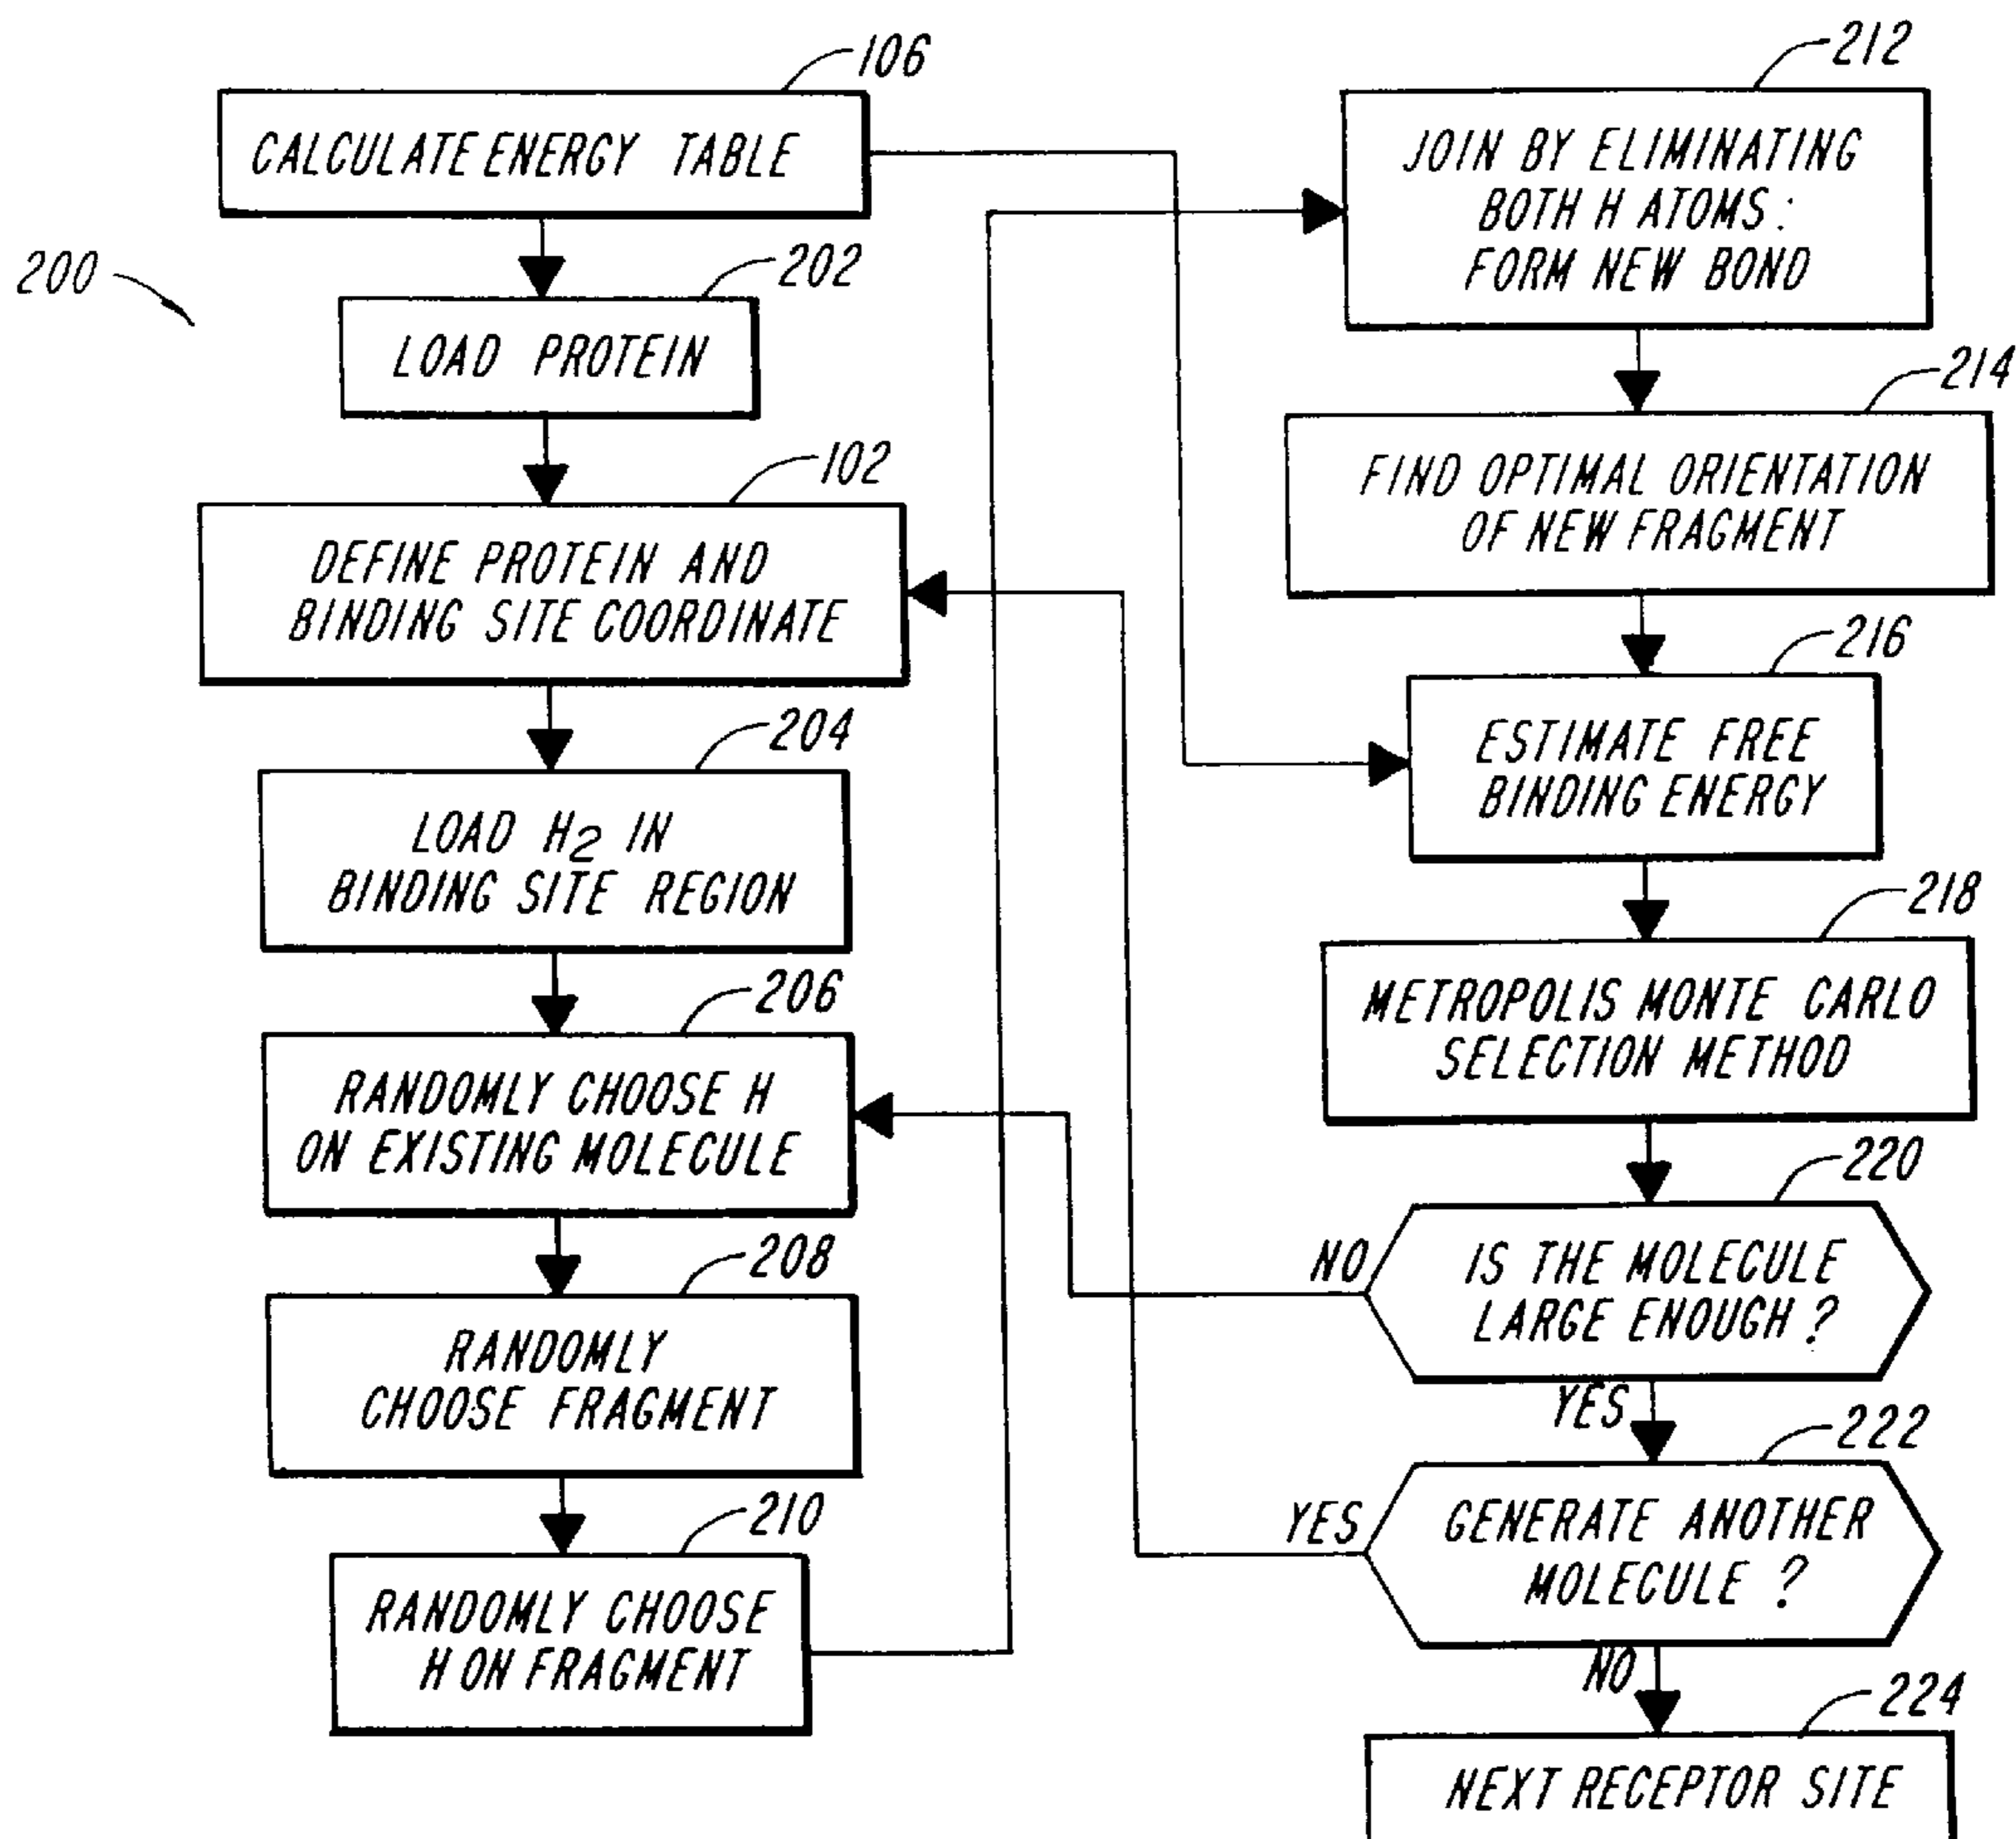 106
CALCULATE ENERGY TABLE
200
202
LOAD PROTEIN
102
DEFINE PROTEIN AND
BINDING SITE COORDINATE
204
LOAD H2 IN
BINDING SITE REGION
206
RANDOMLY CHOOSE H
ON EXISTING MOLECULE
208
RANDOMLY
CHOOSE FRAGMENT
210
RANDOMLY CHOOSE
H ON FRAGMENT
212
JOIN BY ELIMINATING
BOTH H ATOMS:
FORM NEW BOND
214
FIND OPTIMAL ORIENTATION
OF NEW FRAGMENT
216
ESTIMATE FREE
BINDING ENERGY
218
METROPOLIS MONTE CARLO
SELECTION METHOD
220
NO
IS THE MOLECULE
LARGE ENOUGH?
YES
222
YES
GENERATE ANOTHER
MOLECULE?
NO
224
NEXT RECEPTOR SITE